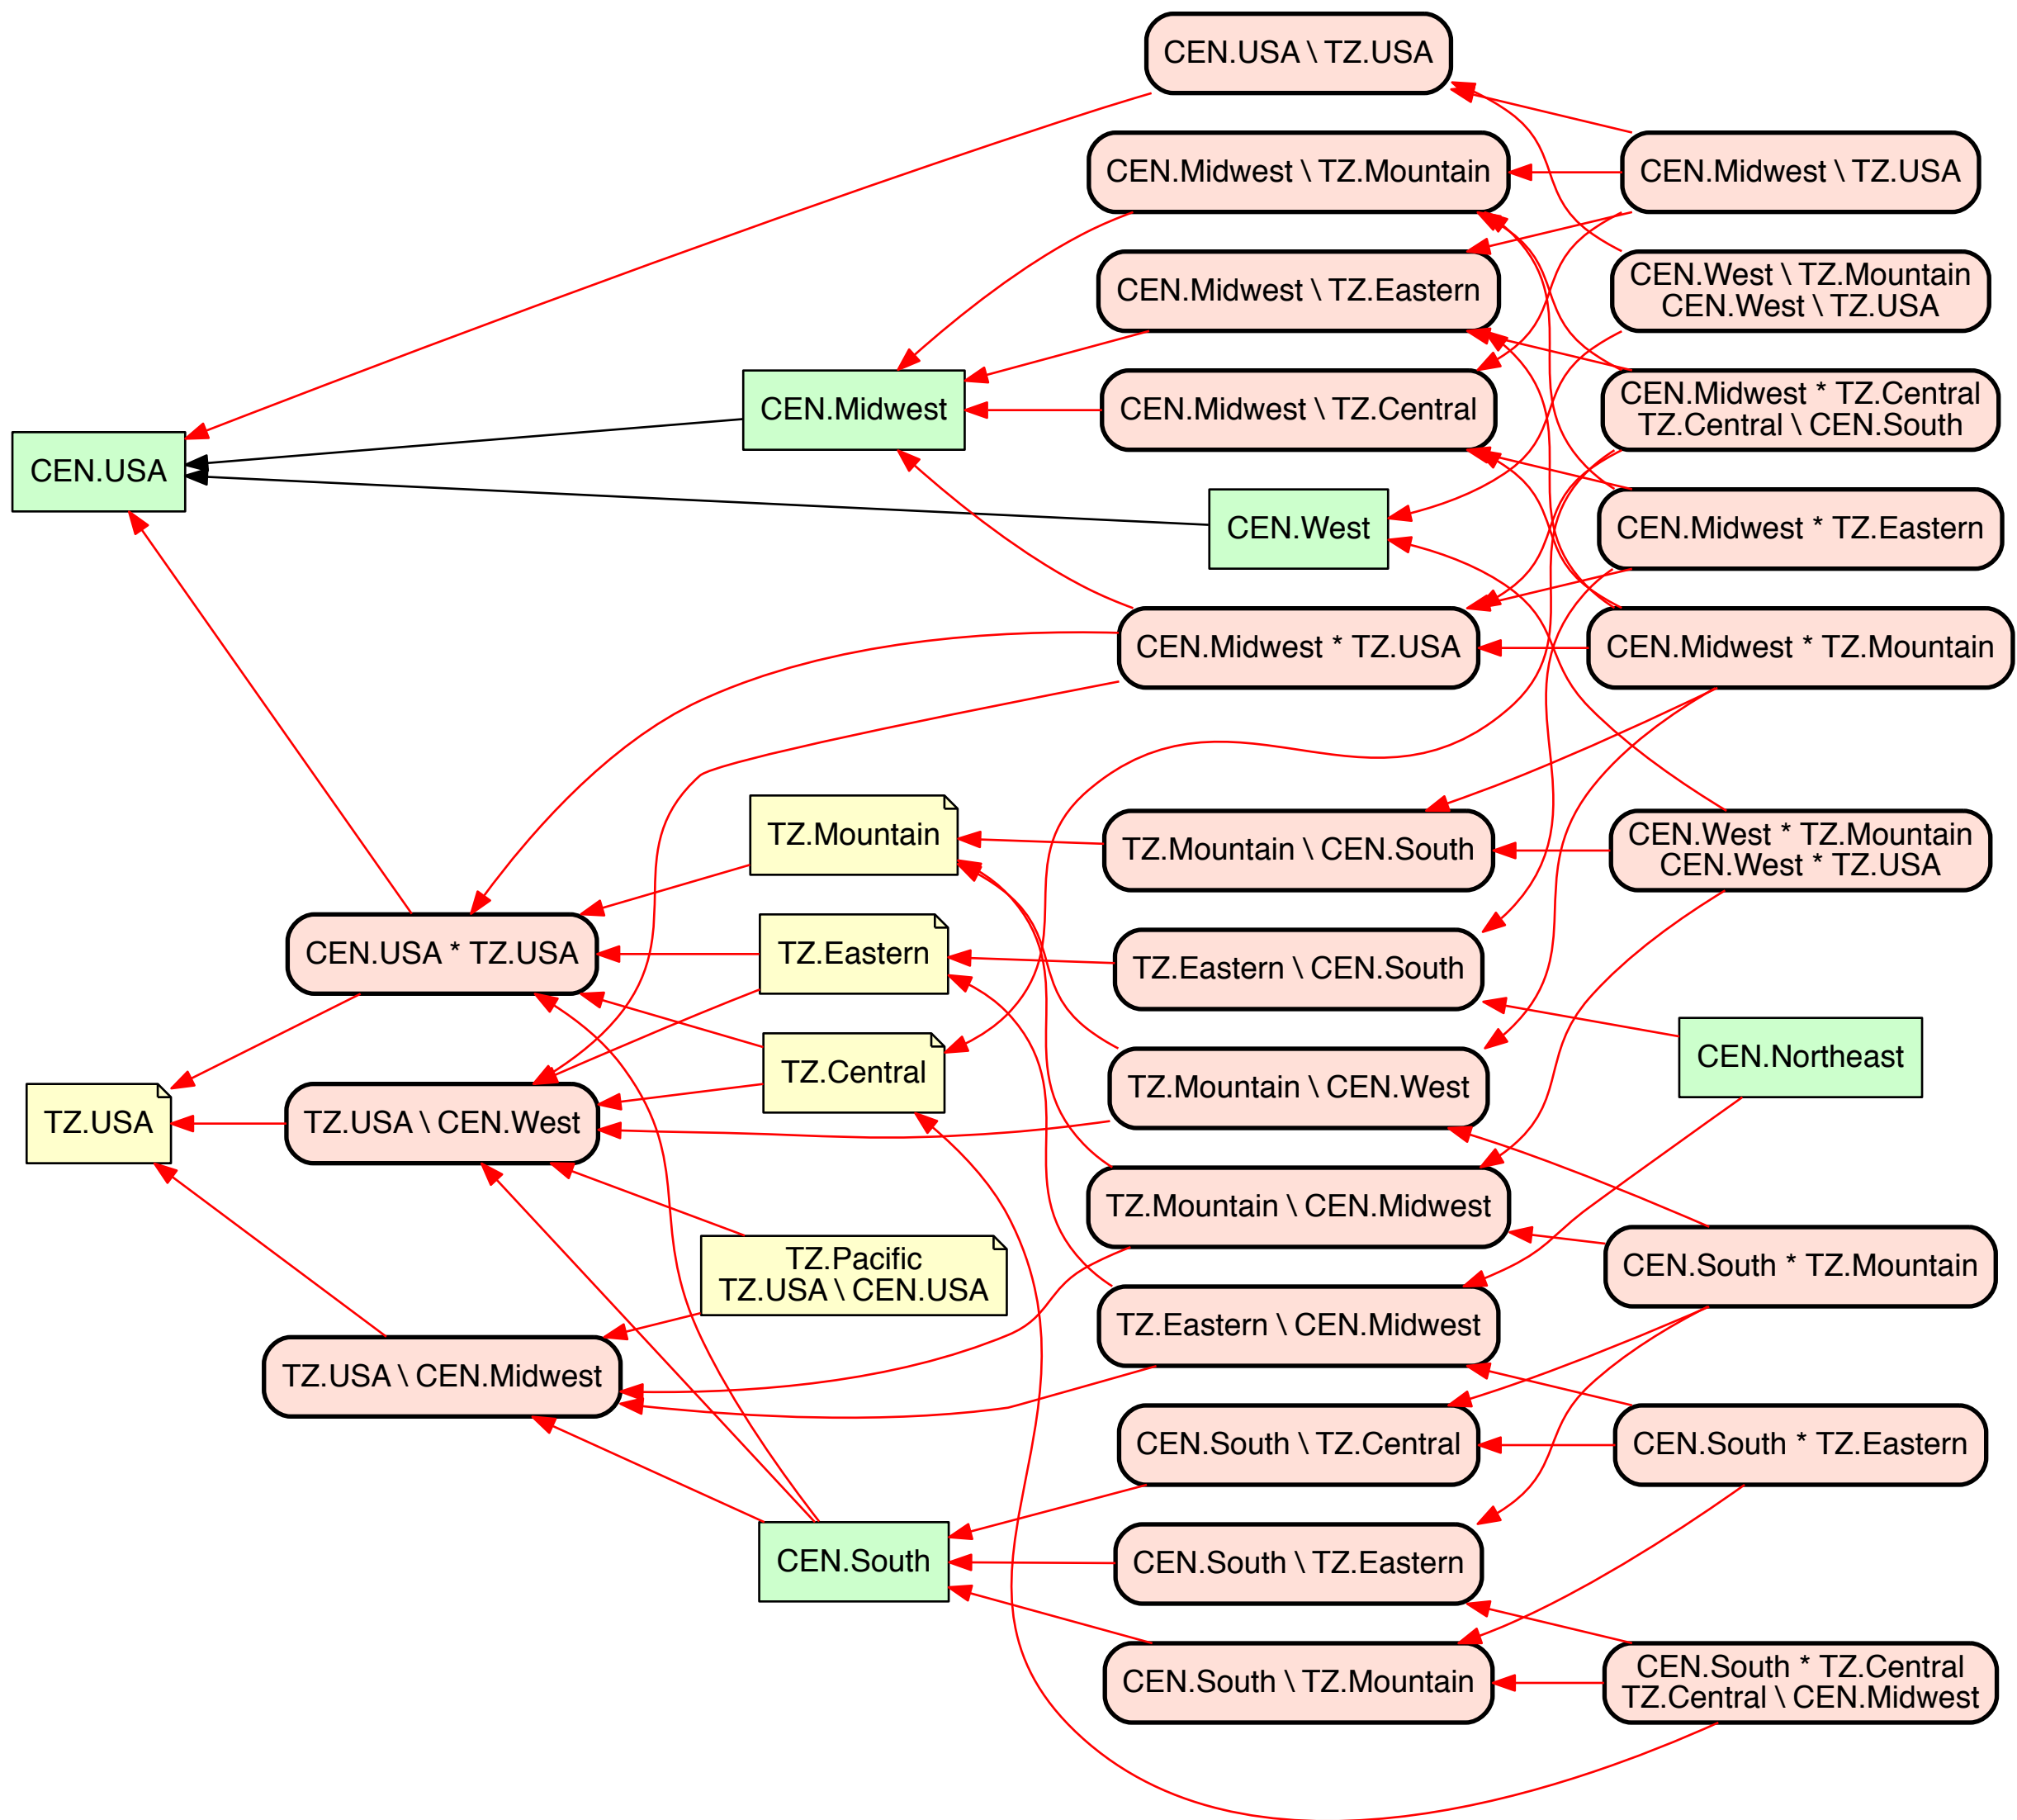 CEN.USA \ TZ.USA
CEN.Midwest \ TZ.Mountain
CEN.Midwest \ TZ.USA
CEN.Midwest \ TZ.Eastern
CEN.West \ TZ.Mountain
CEN.West \ TZ.USA
CEN.Midwest
CEN.Midwest \ TZ.Central
CEN.Midwest * TZ.Central
TZ.Central \ CEN.South
CEN.USA
CEN.West
CEN.Midwest * TZ.Eastern
CEN.Midwest * TZ.USA
CEN.Midwest * TZ.Mountain
TZ.Mountain
TZ.Mountain \ CEN.South
CEN.West * TZ.Mountain
CEN.West * TZ.USA
CEN.USA * TZ.USA
TZ.Eastern
TZ.Eastern \ CEN.South
TZ.Central
TZ.Mountain \ CEN.West
CEN.Northeast
TZ.USA
TZ.USA \ CEN.West
TZ.Mountain \ CEN.Midwest
TZ.Pacific
TZ.USA \ CEN.USA
CEN.South * TZ.Mountain
TZ.Eastern \ CEN.Midwest
TZ.USA \ CEN.Midwest
CEN.South \ TZ.Central
CEN.South * TZ.Eastern
CEN.South
CEN.South \ TZ.Eastern
CEN.South \ TZ.Mountain
CEN.South * TZ.Central
TZ.Central \ CEN.Midwest